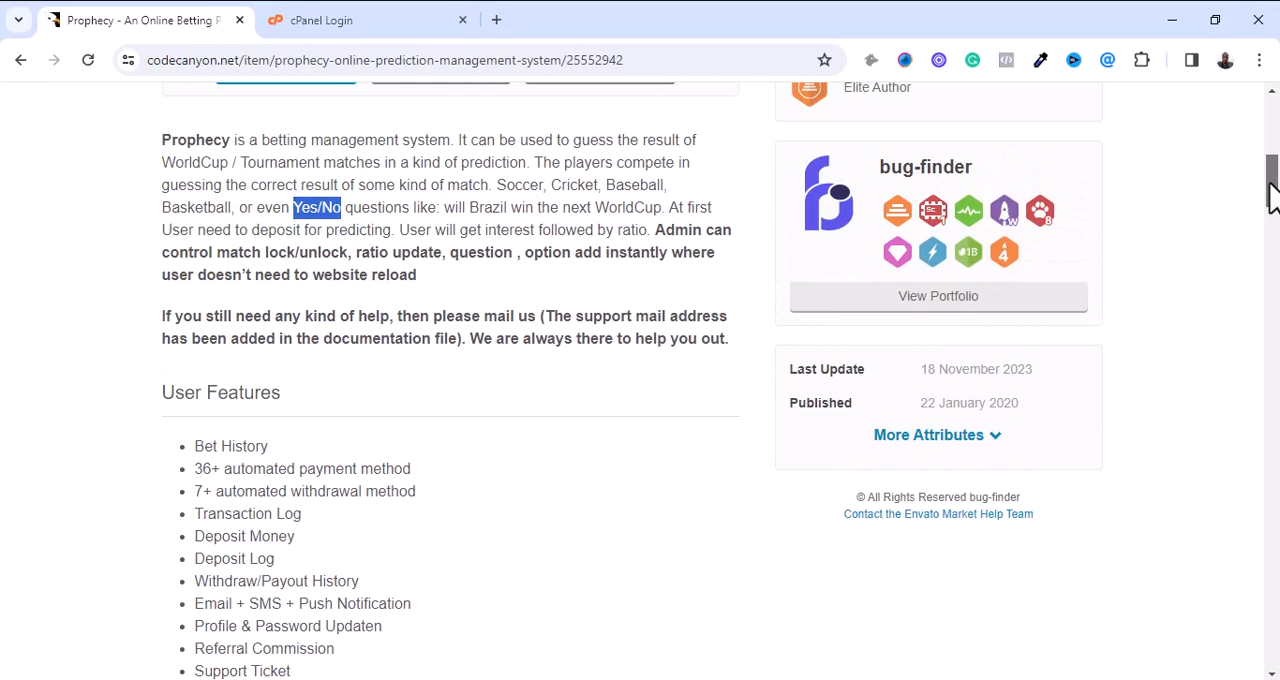 Prophecy - An Online Betting P
cPanel Login
codecanyon.net/item/prophecy-online-prediction-management-system/25552942
Elite Author
Prophecy is a betting management system. It can be used to guess the result of
WorldCup / Tournament matches in a kind of prediction. The players compete in
guessing the correct result of some kind of match. Soccer, Cricket, Baseball,
Basketball, or even Yes/No questions like: will Brazil win the next WorldCup. At first
User need to deposit for predicting. User will get interest followed by ratio. Admin can
control match lock/unlock, ratio update, question , option add instantly where
user doesn't need to website reload
If you still need any kind of help, then please mail us (The support mail address
has been added in the documentation file). We are always there to help you out.
User Features
Bet History
36+ automated payment method
7+ automated withdrawal method
Transaction Log
Deposit Money
Deposit Log
Withdraw/Payout History
Email + SMS + Push Notification
Profile & Password Updaten
Referral Commission
Support Ticket
bug-finder
View Portfolio
Last Update 18 November 2023
Published 22 January 2020
More Attributes
© All Rights Reserved bug-finder
Contact the Envato Market Help Team